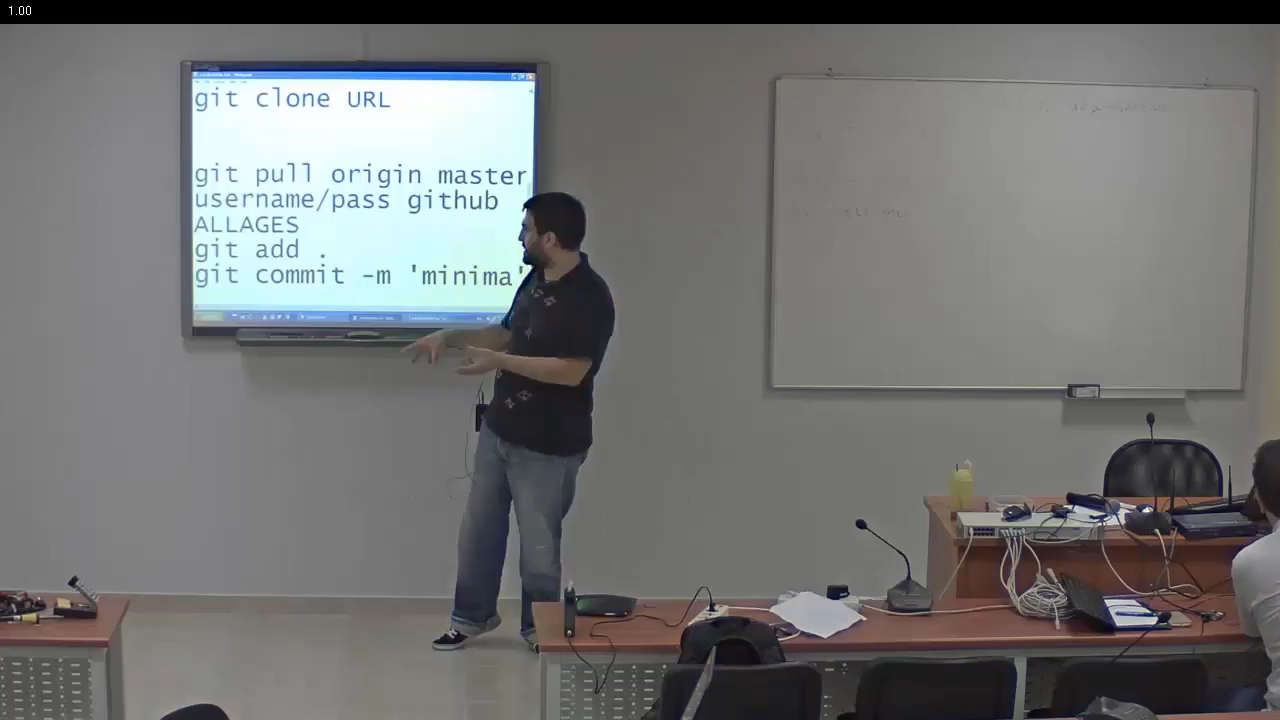 1.00
git clone URL
git pull origin master
username/pass github
ALLAGES
git add .
git commit -m 'minima'